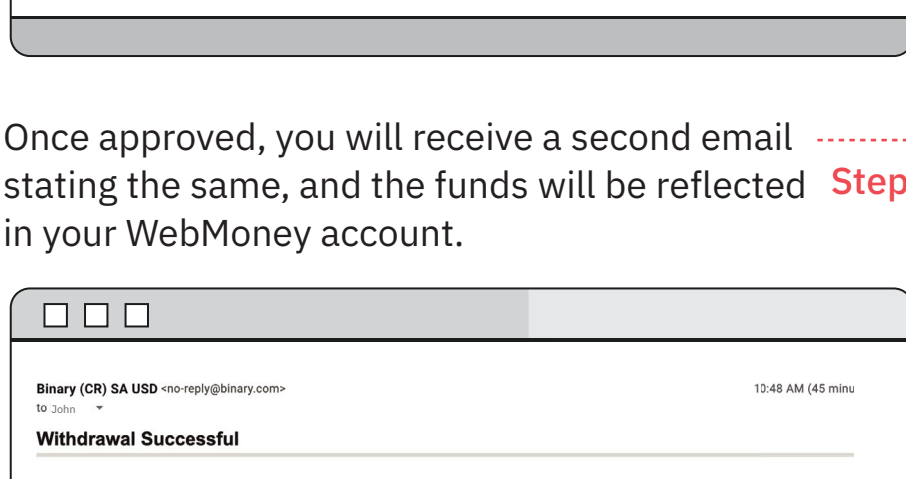 Once approved, you will receive a second email
stating the same, and the funds will be reflected
in your WebMoney account.
Step
Binary (CR) SA USD <no-reply@binary.com>
10:48 AM (45 minu
to John
Withdrawal Successful